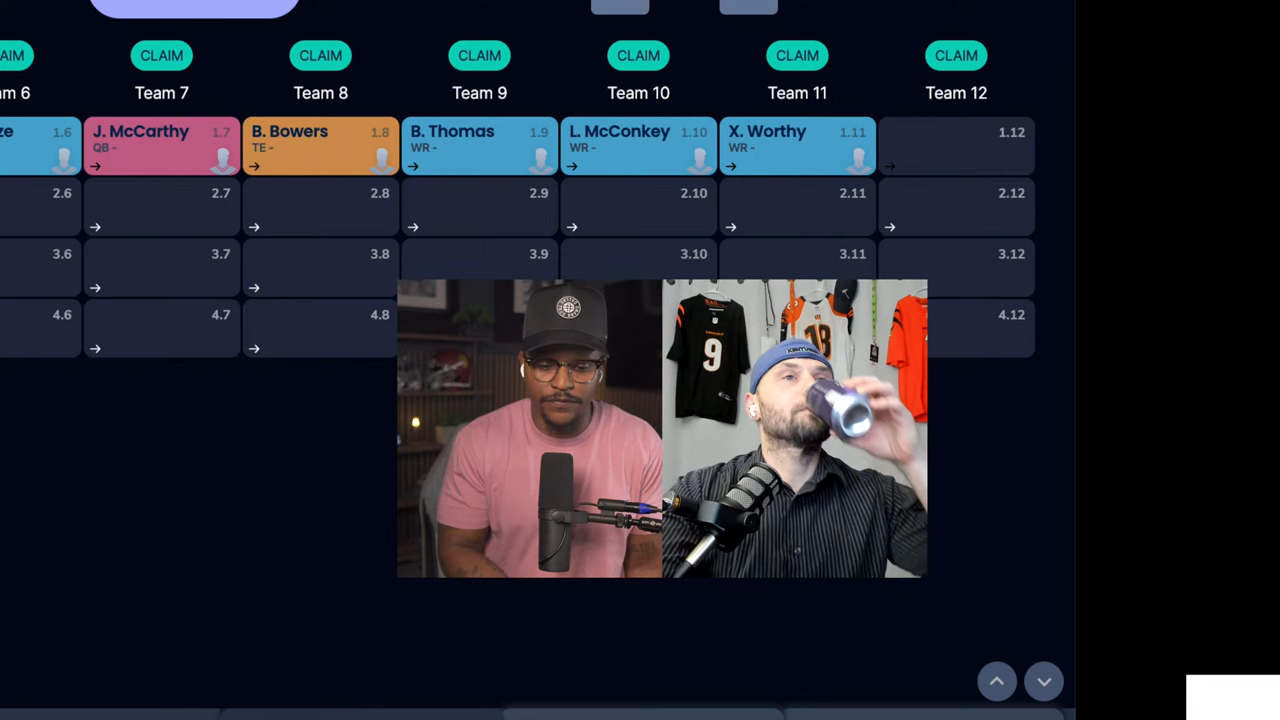 AIM CLAIM CLAIM CLAIM CLAIM CLAIM CLAIM
m 6 Team 7 Team 8 Team 9 Team 10 Team 11 Team 12
ze 1.6 J. McCarthy 1.7 B. Bowers 1.8 B. Thomas 1.9 L. McConkey 1.10 X. Worthy 1.11 1.12
QB - TE - WR - WR - WR -
2.6 2.7 2.8 2.9 2.10 2.11 2.12
3.6 3.7 3.8 3.9 3.10 3.11 3.12
4.6 4.7 4.8 4.12
9
18